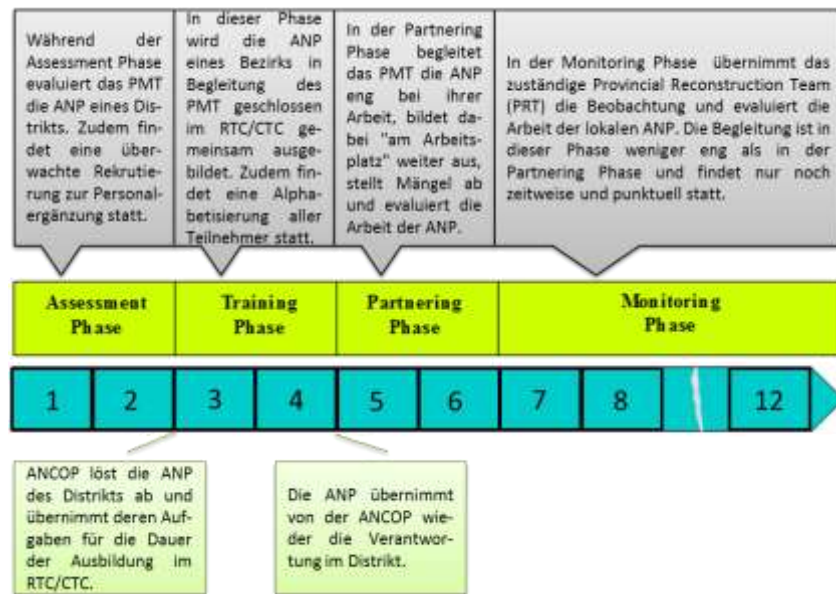 Während der
Assessment Phase
evaluiert das PMT
die ANP eines Dis-
trikts. Zudem fin-
det eine über-
wachte Rekrutie-
rung zur Personal-
ergänzung statt.
In dieser Phase
wird die ANP
eines Bezirks in
Begleitung des
PMT geschlossen
im RTC/CTC ge-
meinsam ausge-
bildet. Zudem fin-
det eine Alpha-
betisierung aller
Teilnehmer statt.
In der Partnering
Phase begleitet
das PMT die ANP
eng bei ihrer
Arbeit, bildet da-
bei "am Arbeits-
platz" weiter aus,
stellt Mängel ab
und evaluiert die
Arbeit der ANP.
In der Monitoring Phase übernimmt das
zuständige Provincial Reconstruction Team
(PRT) die Beobachtung und evaluiert die
Arbeit der lokalen ANP. Die Begleitung ist in
dieser Phase weniger eng als in der
Partnering Phase und findet nur noch
zeitweise und punktuell statt.
Assessment
Phase
Training
Phase
Partnering
Phase
Monitoring
Phase
1 2 3 4 5 6 7 8 12
ANCOP löst die ANP
des Distrikts ab und
übernimmt deren Auf-
gaben für die Dauer
der Ausbildung im
RTC/CTC.
Die ANP übernimmt
von der ANCOP wie-
der die Verantwor-
tung im Distrikt.